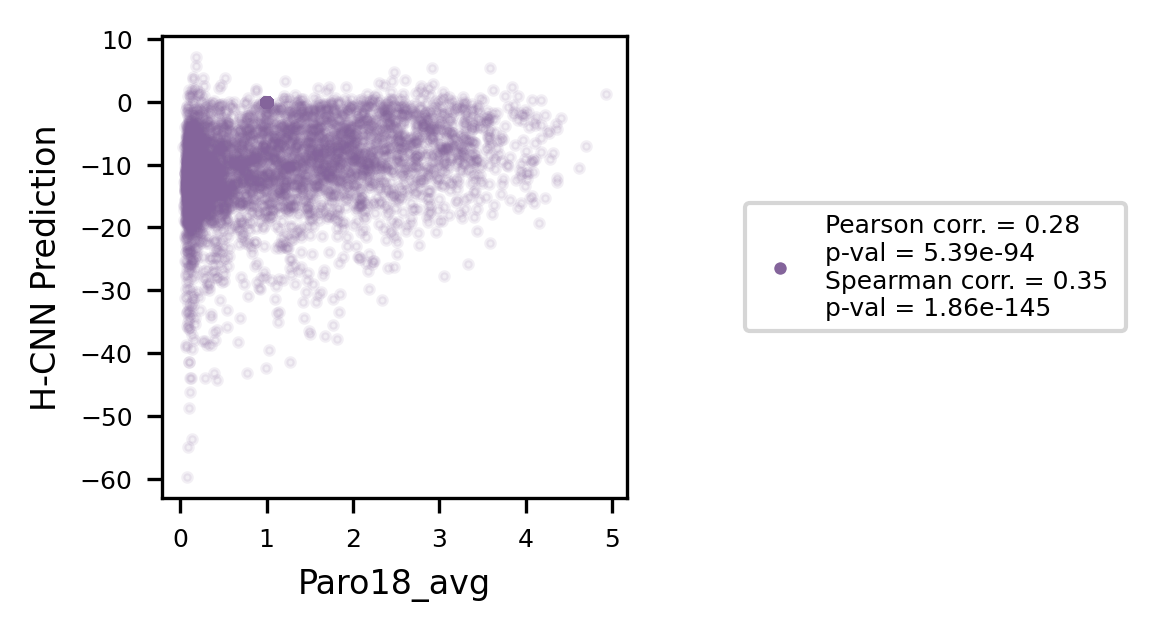 10
0
−10
−20
−30
−40
−50
−60
H-CNN Prediction
0 1 2 3 4 5
Paro18_avg
Pearson corr. = 0.28
p-val = 5.39e-94
Spearman corr. = 0.35
p-val = 1.86e-145